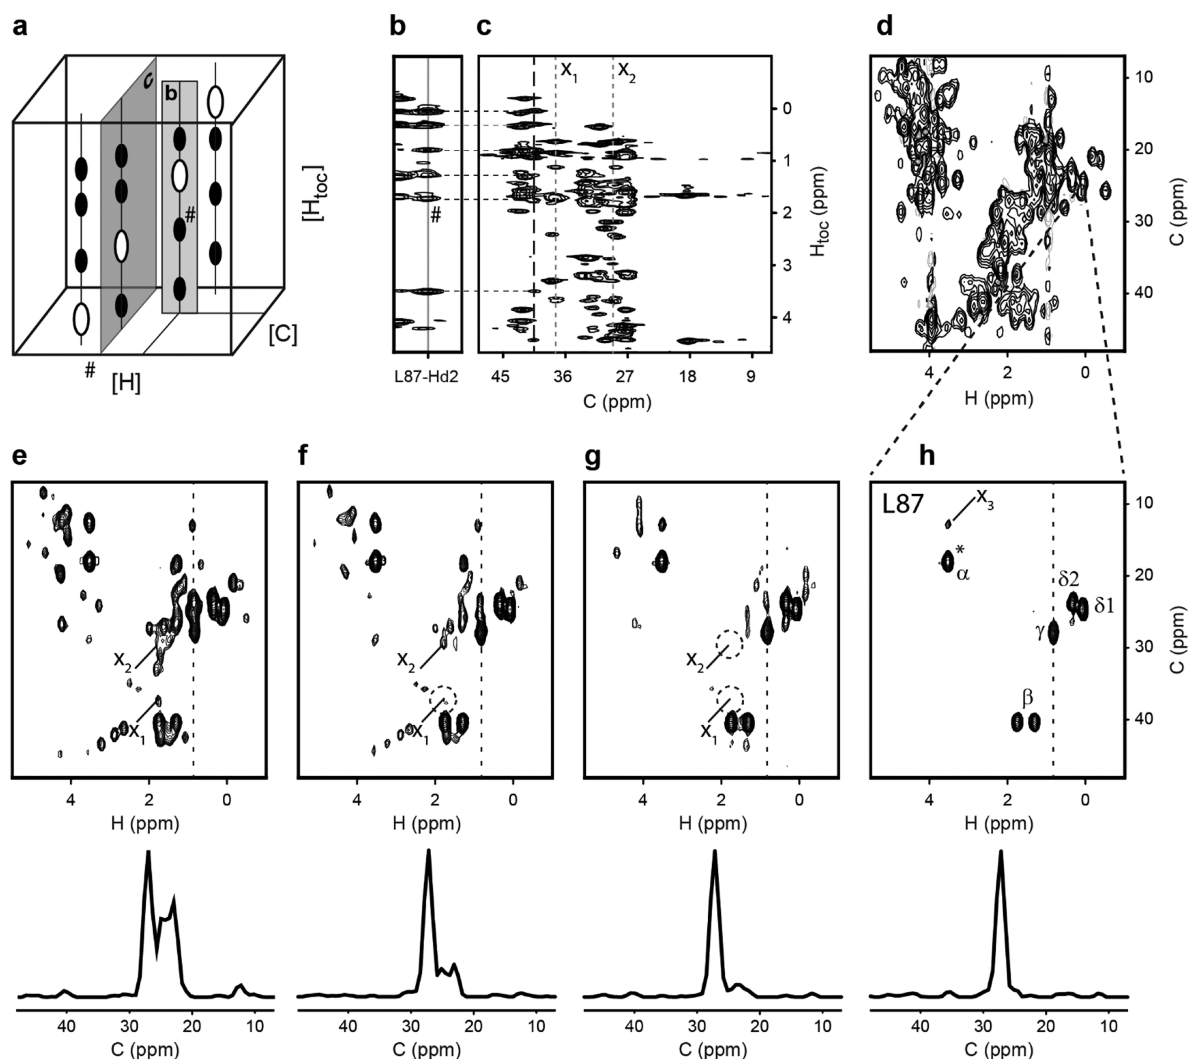 a
b
c
d
c
b
#
#
[H]
[C]
[Htoc]
#
L87-Hd2
X1
X2
0
1
2
3
4
Htoc (ppm)
45
36
27
18
9
C (ppm)
10
20
30
40
C (ppm)
4
2
0
H (ppm)
e
f
g
h
X2
X1
4
2
0
H (ppm)
X2
X1
4
2
0
H (ppm)
X2
X1
4
2
0
H (ppm)
L87
X3
*
α
δ2
δ1
γ
β
10
20
30
40
C (ppm)
4
2
0
H (ppm)
40
30
20
10
C (ppm)
40
30
20
10
C (ppm)
40
30
20
10
C (ppm)
40
30
20
10
C (ppm)